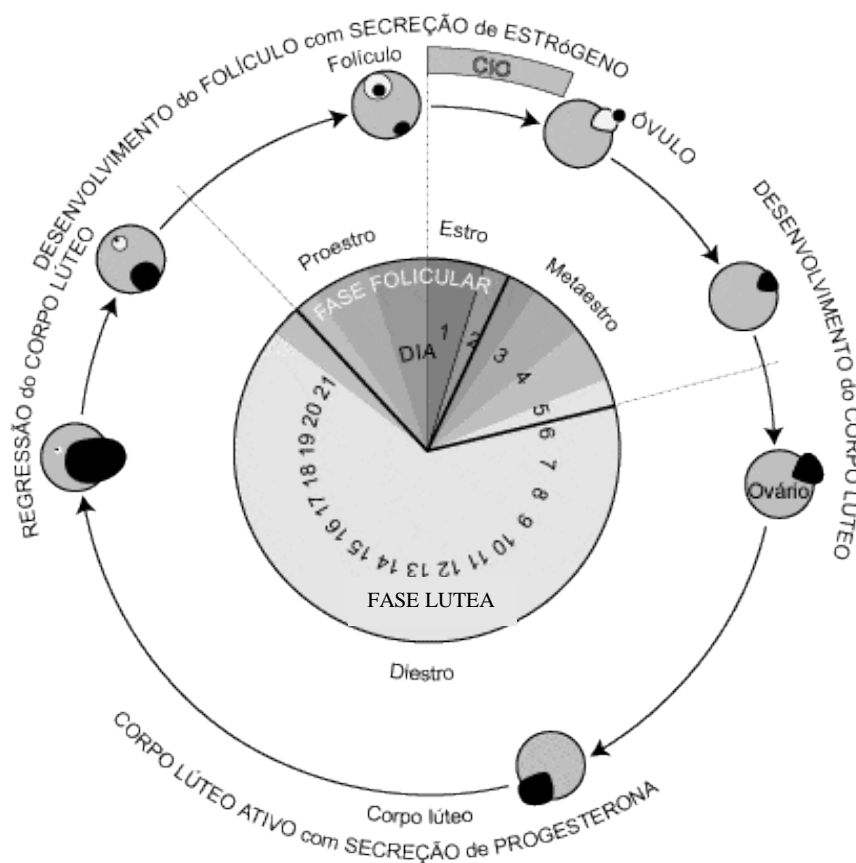 DESENVOLVIMENTO do FOLÍCULO com SECREÇÃO de ESTRóGENO
Folículo
CIO
ÓVULO
DESENVOLVIMENTO do CORPO LÚTEO
Proestro
Estro
Metaestro
FASE FOLICULAR
DIA
1
2
3
4
5
6
7
8
9
10
11
12
13
14
15
16
17
18
19
20
21
Ovário
FASE LUTEA
Diestro
Corpo lúteo
CORPO LÚTEO ATIVO com SECREÇÃO de PROGESTERONA
REGRESSÃO do CORPO LÚTEO